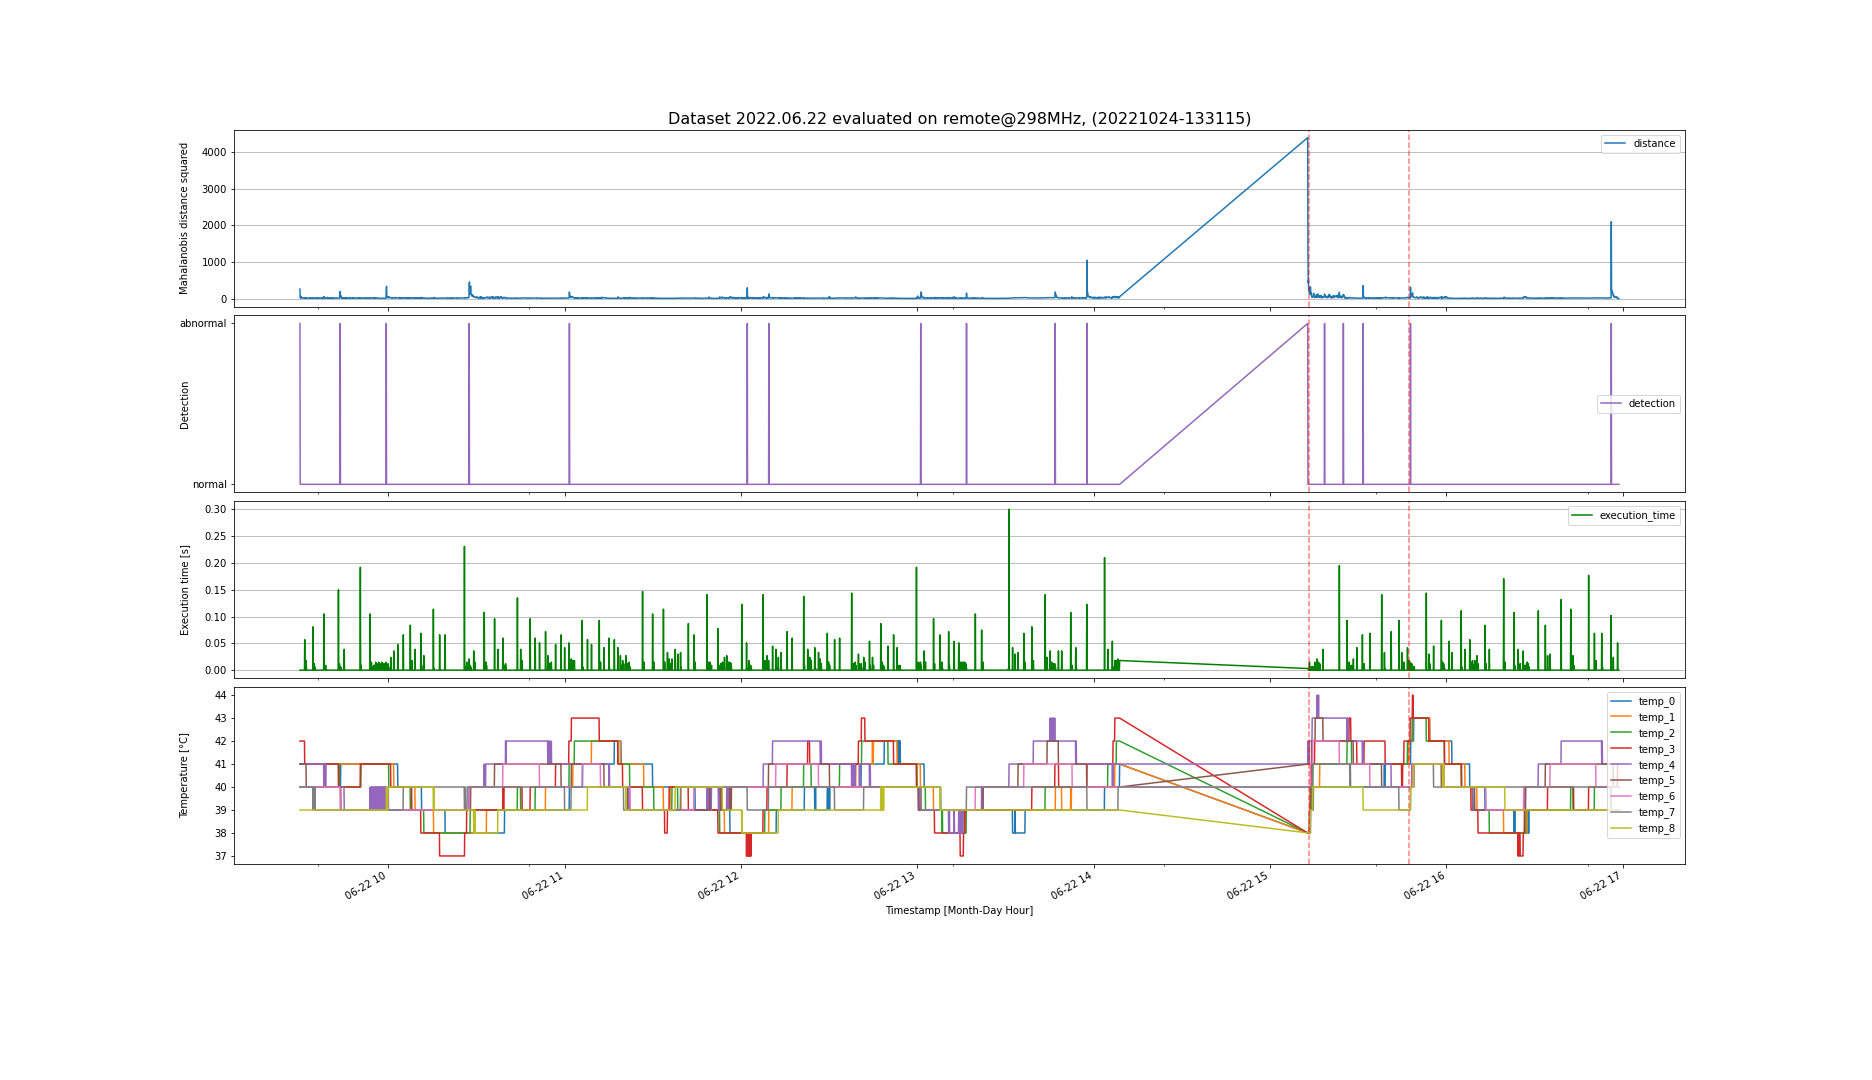 Dataset 2022.06.22 evaluated on remote@298MHz, (20221024-133115)
Mahalanobis distance squared
4000
3000
2000
1000
0
distance
Detection
abnormal
normal
detection
Execution time [s]
0.30
0.25
0.20
0.15
0.10
0.05
0.00
execution_time
Temperature [°C]
44
43
42
41
40
39
38
37
temp_0
temp_1
temp_2
temp_3
temp_4
temp_5
temp_6
temp_7
temp_8
06-22 10
06-22 11
06-22 12
06-22 13
06-22 14
06-22 15
06-22 16
06-22 17
Timestamp [Month-Day Hour]